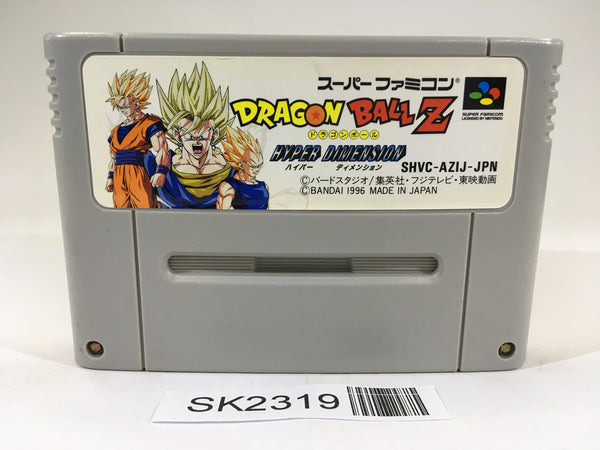 スーパーファミコン®
SUPER FAMICOM
LICENSED BY NINTENDO
DRAGON BALL Z
ドラゴンボール
HYPER DIMENSION
ハイパー ディメンション
SHVC-AZIJ-JPN
©バードスタジオ/集英社・フジテレビ・東映動画
©BANDAI 1996 MADE IN JAPAN
SK2319